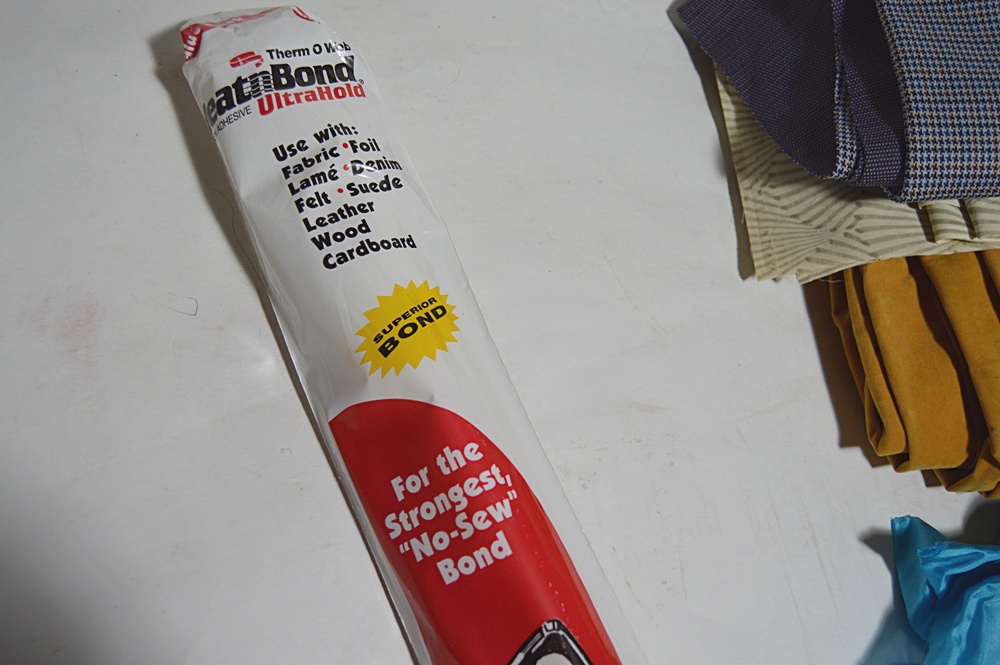 Therm O Web
eatnBond®
ADHESIVE UltraHold
Use with:
Fabric • Foil
Lamé • Denim
Felt • Suede
Leather
Wood
Cardboard
SUPERIOR
BOND
For the
Strongest,
"No-Sew"
Bond